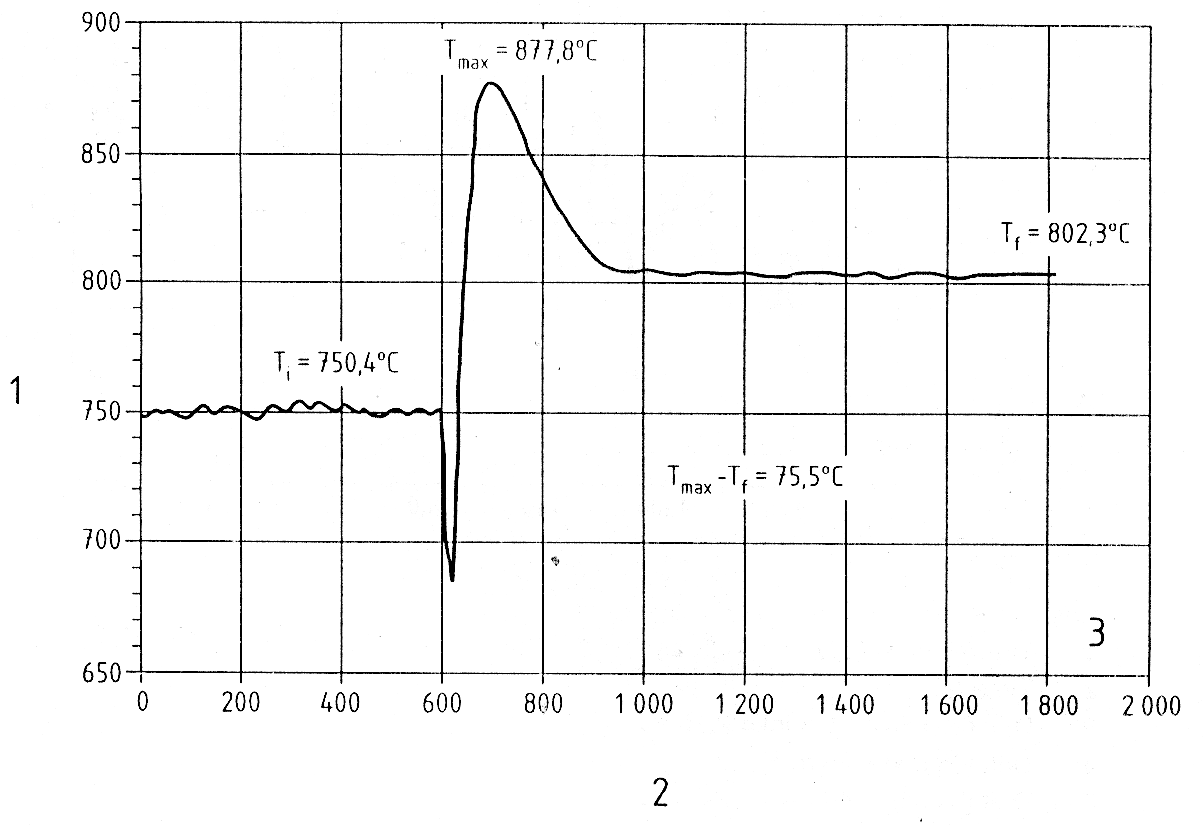 900
T_max = 877,8°C
850
T_f = 802,3°C
800
T_i = 750,4°C
1
750
T_max - T_f = 75,5°C
700
3
650
0 200 400 600 800 1 000 1 200 1 400 1 600 1 800 2 000
2